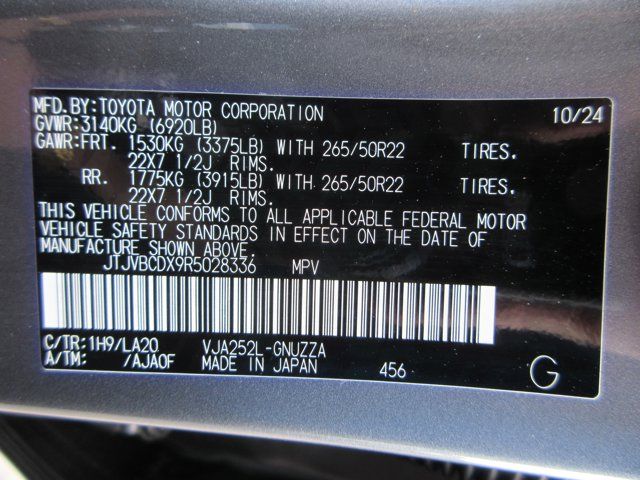 MFD.BY:TOYOTA MOTOR CORPORATION 10/24
GVWR:3140KG (6920LB)
GAWR:FRT. 1530KG (3375LB) WITH 265/50R22 TIRES.
22X7 1/2J RIMS.
RR. 1775KG (3915LB) WITH 265/50R22 TIRES.
22X7 1/2J RIMS.
THIS VEHICLE CONFORMS TO ALL APPLICABLE FEDERAL MOTOR
VEHICLE SAFETY STANDARDS IN EFFECT ON THE DATE OF
MANUFACTURE SHOWN ABOVE.
JTJVBCDX9R5028336 MPV
C/TR:1H9/LA20 VJA252L-GNUZZA
A/TM: /AJA0F MADE IN JAPAN 456 G